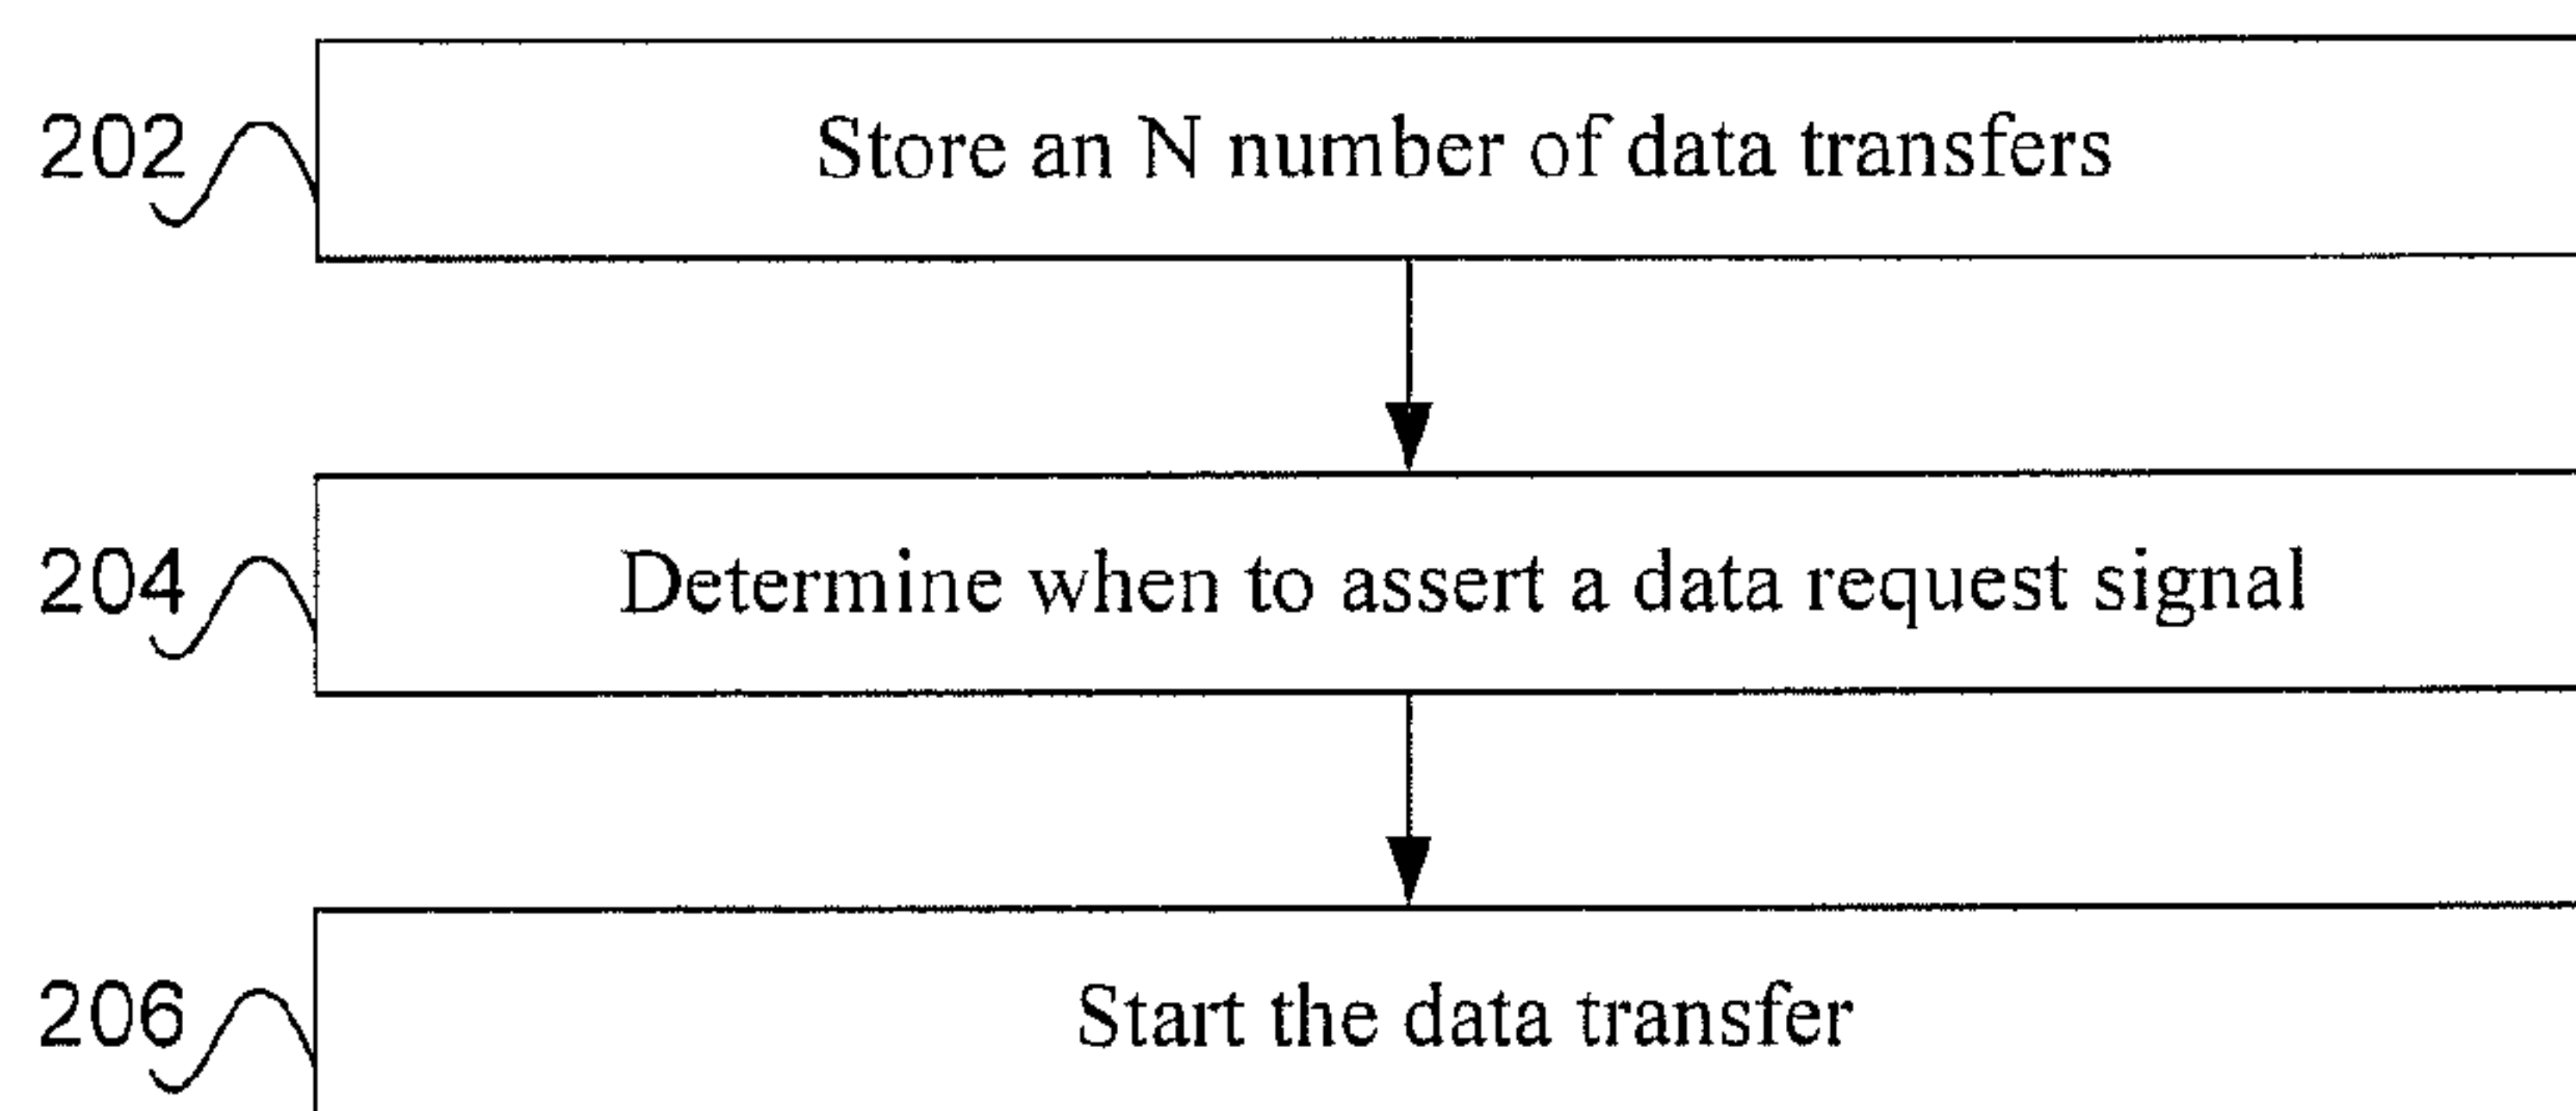 202 Store an N number of data transfers
204 Determine when to assert a data request signal
206 Start the data transfer